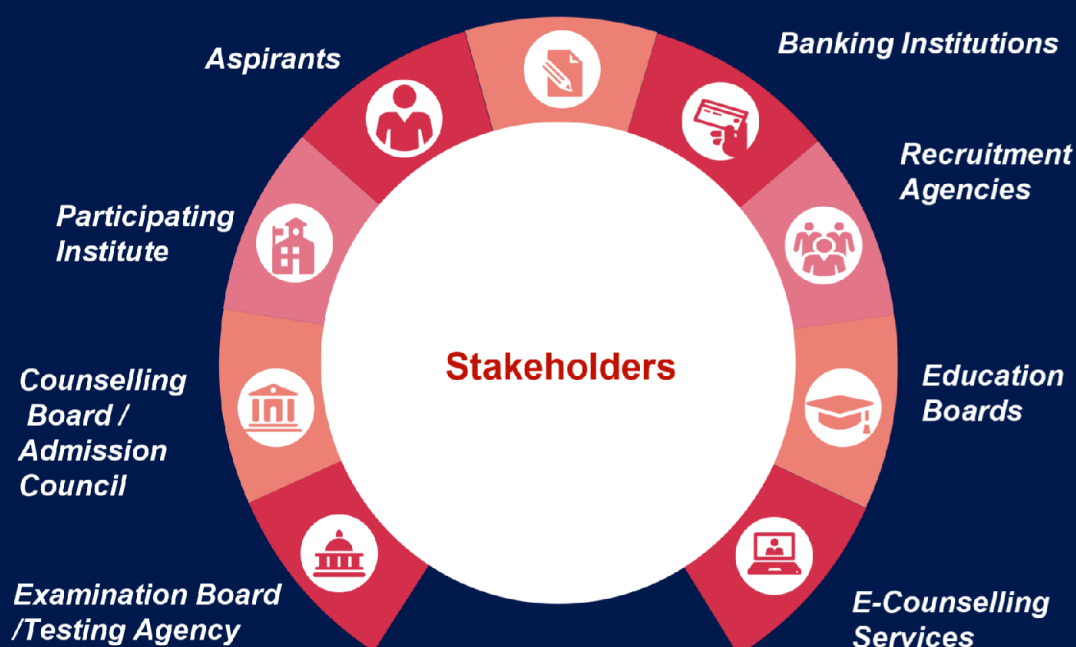 Aspirants
Banking Institutions
Recruitment
Agencies
Participating
Institute
Stakeholders
Counselling
Board /
Admission
Council
Education
Boards
Examination Board
/Testing Agency
E-Counselling
Services